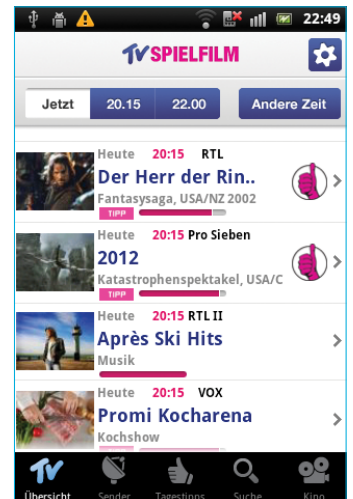 22:49
TV SPIELFILM
Jetzt 20.15 22.00 Andere Zeit
Heute 20:15 RTL
Der Herr der Rin..
Fantasysaga, USA/NZ 2002
TIPP
Heute 20:15 Pro Sieben
2012
Katastrophenspektakel, USA/C
TIPP
Heute 20:15 RTL II
Après Ski Hits
Musik
Heute 20:15 VOX
Promi Kocharena
Kochshow
TV
Übersicht Sender Tagestipps Suche Kino